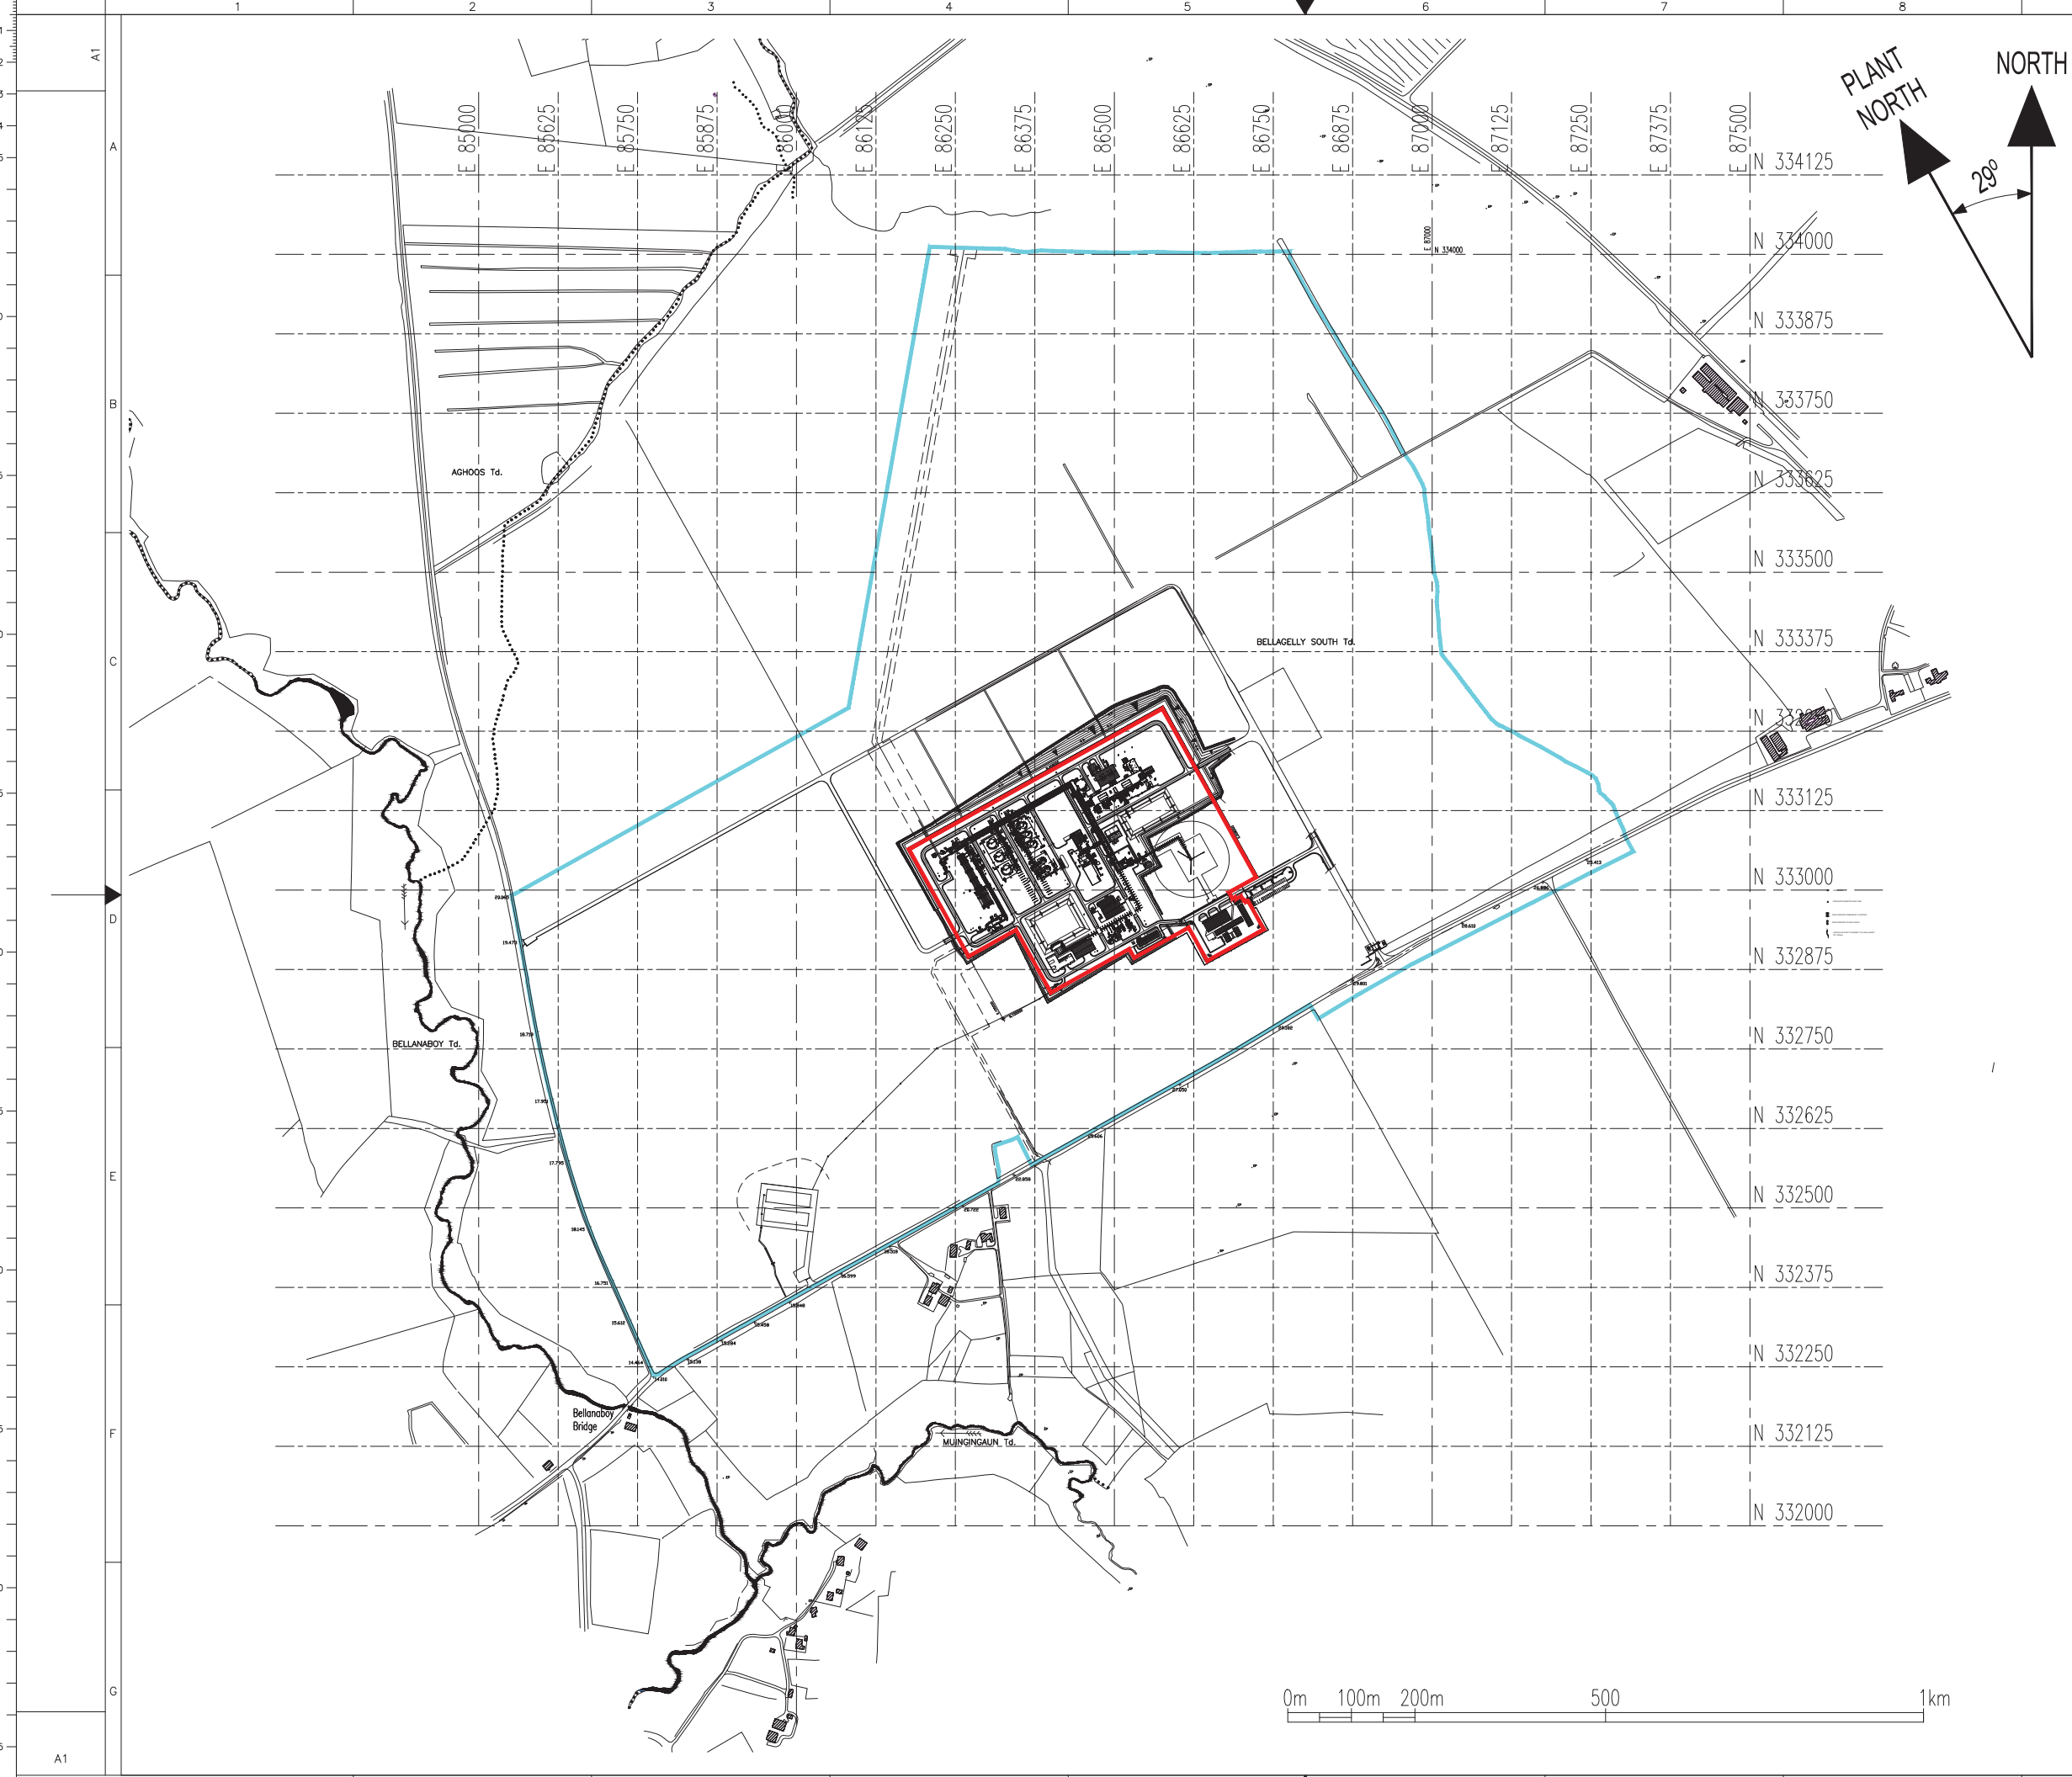 1 2 3 4 5 6 7 8
A1
PLANT
NORTH
NORTH
29°
A
E 85000
E 85625
E 85750
E 85875
E 86000
E 86125
E 86250
E 86375
E 86500
E 86625
E 86750
E 86875
E 87000
E 87125
E 87250
E 87375
E 87500
N 334125
E 87000
N 334000
N 334000
N 333875
B
N 333750
AGHOOS Td.
N 333625
N 333500
BELLAGELLY SOUTH Td.
C
N 333375
N 333125
N 333000
D
N 332875
BELLANABOY Td.
N 332750
N 332625
E
N 332500
N 332375
N 332250
Bellanaboy
Bridge
F
MUINGINGAUN Td.
N 332125
N 332000
G
0m 100m 200m 500 1km
A1